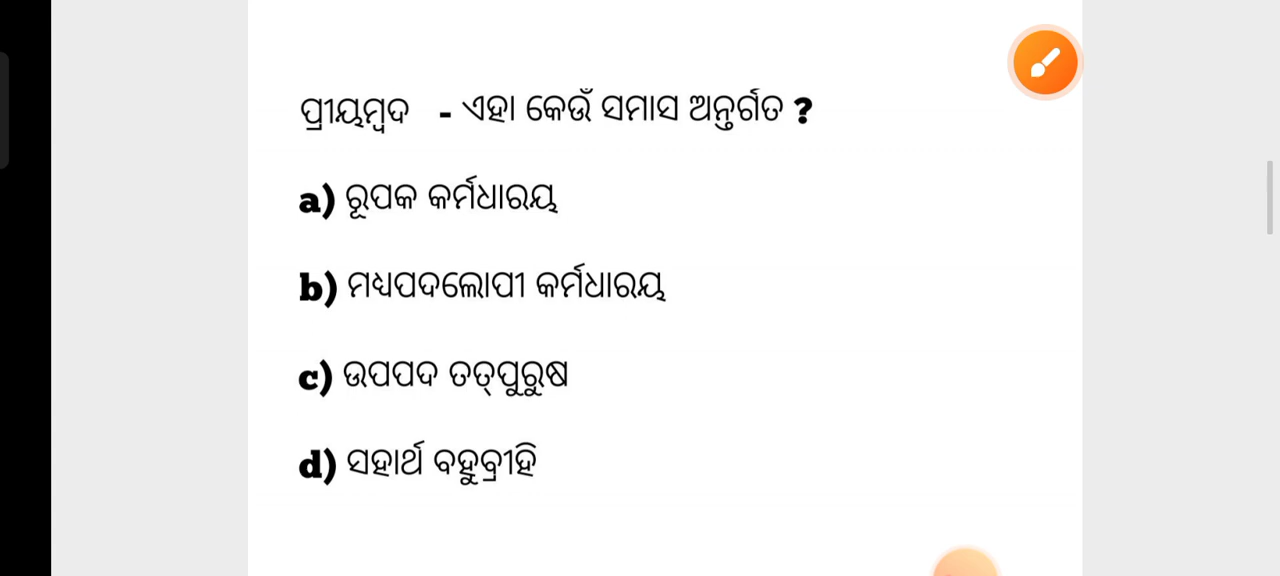 ପ୍ରୀୟମ୍ବଦ - ଏହା କେଉଁ ସମାସ ଅନ୍ତର୍ଗତ ?
a) ରୂପକ କର୍ମଧାରୟ
b) ମଧ୍ୟପଦଲୋପୀ କର୍ମଧାରୟ
c) ଉପପଦ ତତ୍‌ପୁରୁଷ
d) ସହାର୍ଥ ବହୁବ୍ରୀହି